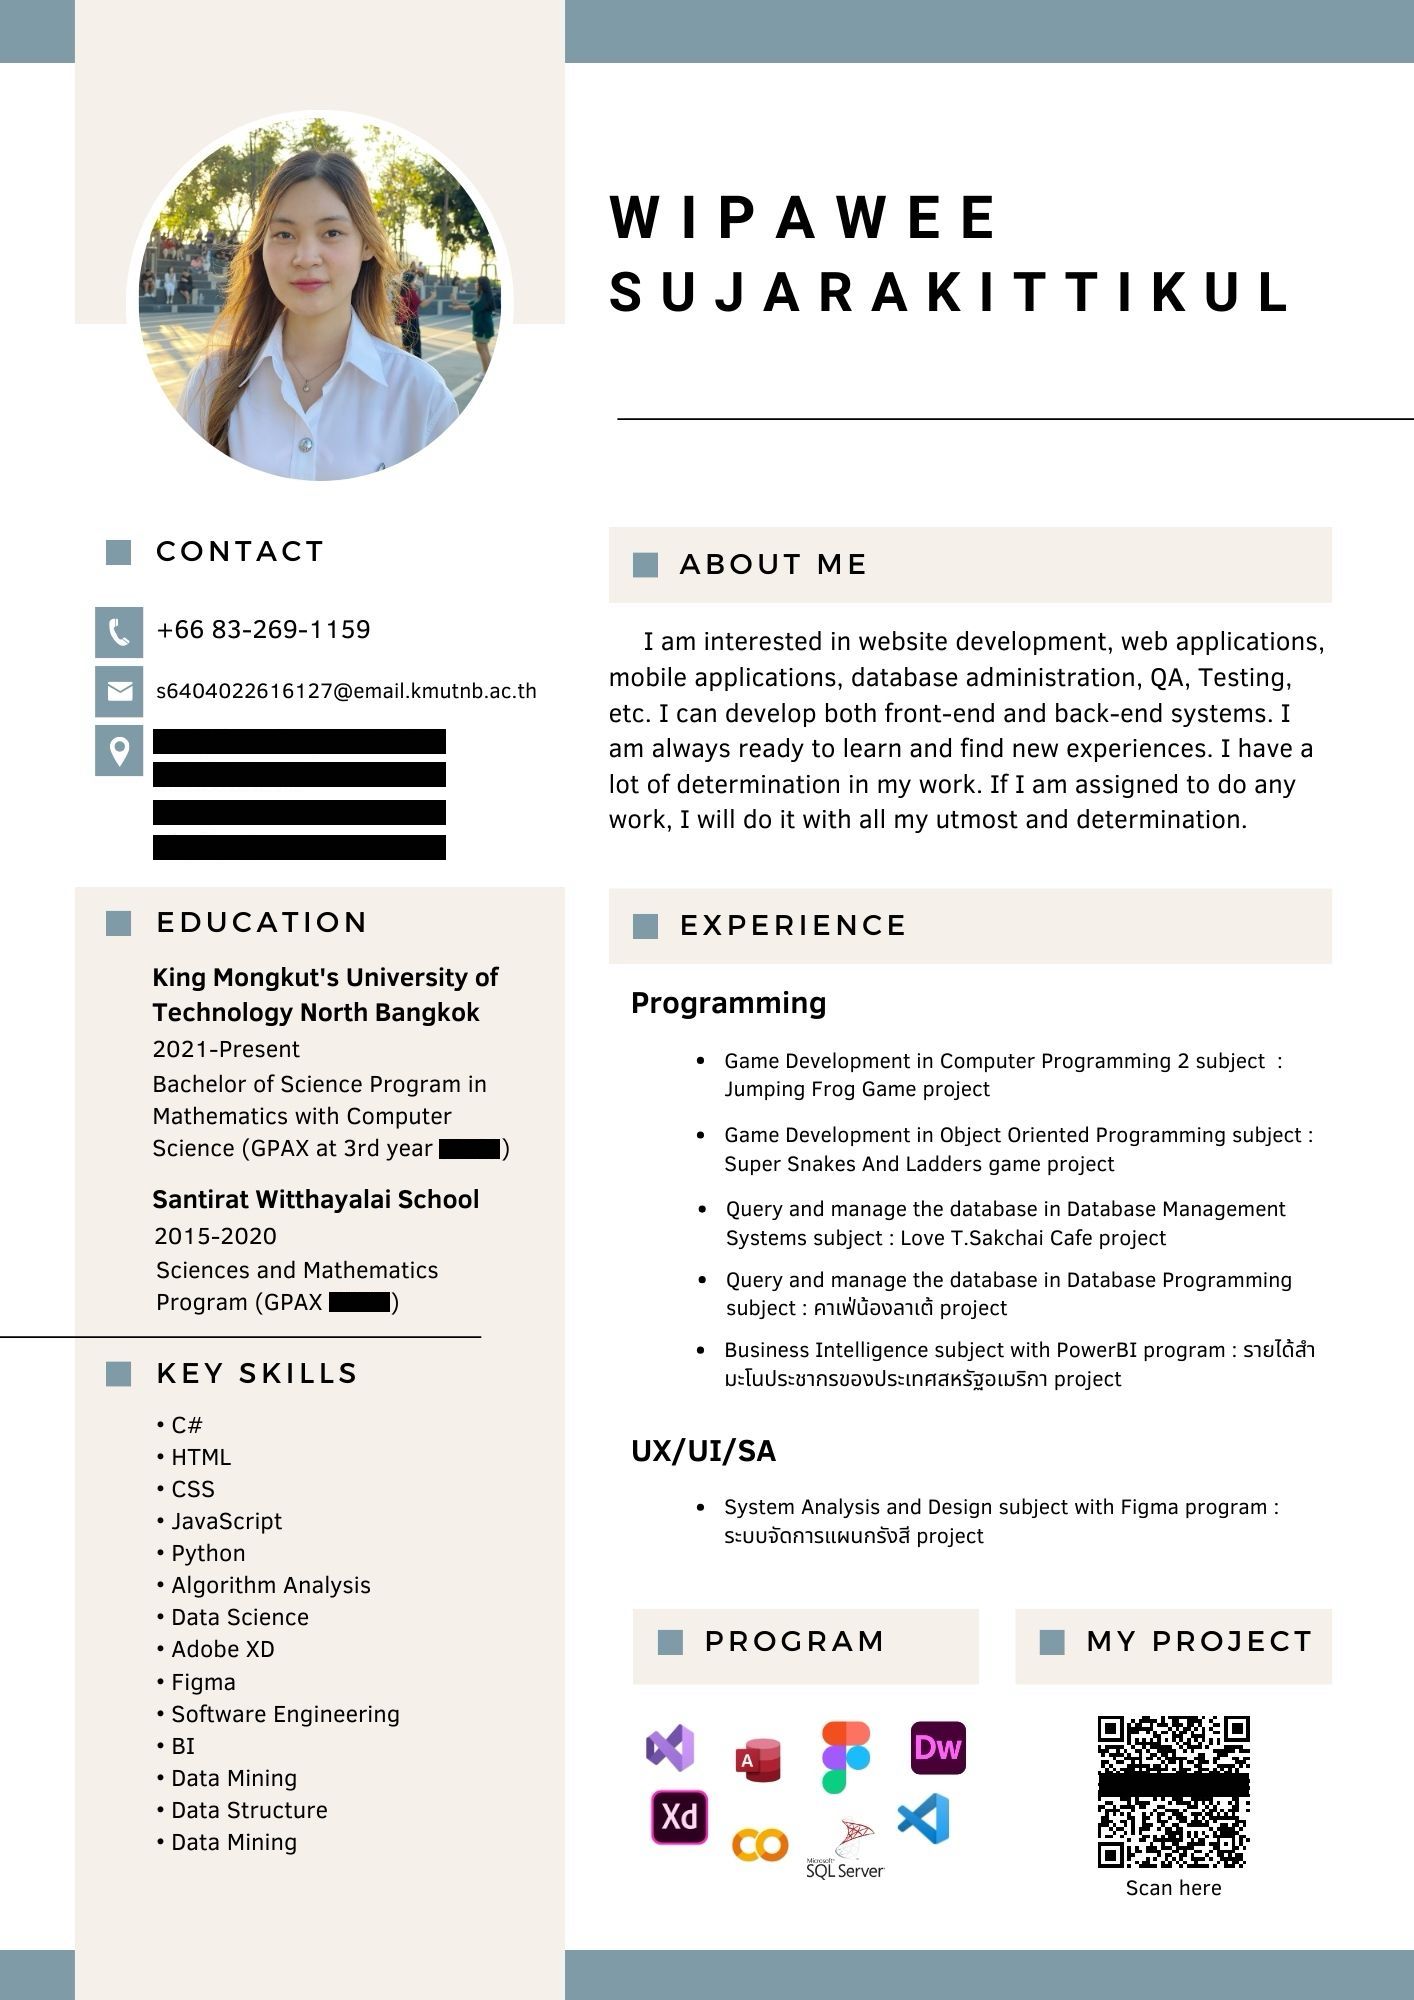 WIPAWEE
SUJARAKITTIKUL
CONTACT
+66 83-269-1159
s6404022616127@email.kmutnb.ac.th
EDUCATION
King Mongkut's University of
Technology North Bangkok
2021-Present
Bachelor of Science Program in
Mathematics with Computer
Science (GPAX at 3rd year )
Santirat Witthayalai School
2015-2020
Sciences and Mathematics
Program (GPAX )
KEY SKILLS
• C#
• HTML
• CSS
• JavaScript
• Python
• Algorithm Analysis
• Data Science
• Adobe XD
• Figma
• Software Engineering
• BI
• Data Mining
• Data Structure
• Data Mining
ABOUT ME
I am interested in website development, web applications,
mobile applications, database administration, QA, Testing,
etc. I can develop both front-end and back-end systems. I
am always ready to learn and find new experiences. I have a
lot of determination in my work. If I am assigned to do any
work, I will do it with all my utmost and determination.
EXPERIENCE
Programming
• Game Development in Computer Programming 2 subject :
Jumping Frog Game project
• Game Development in Object Oriented Programming subject :
Super Snakes And Ladders game project
• Query and manage the database in Database Management
Systems subject : Love T.Sakchai Cafe project
• Query and manage the database in Database Programming
subject : คาเฟ่น้องลาเต้ project
• Business Intelligence subject with PowerBI program : รายได้สำ
มะโนประชากรของประเทศสหรัฐอเมริกา project
UX/UI/SA
• System Analysis and Design subject with Figma program :
ระบบจัดการแผนกรังสี project
PROGRAM
A
Dw
Xd
Microsoft
SQL Server
MY PROJECT
Scan here